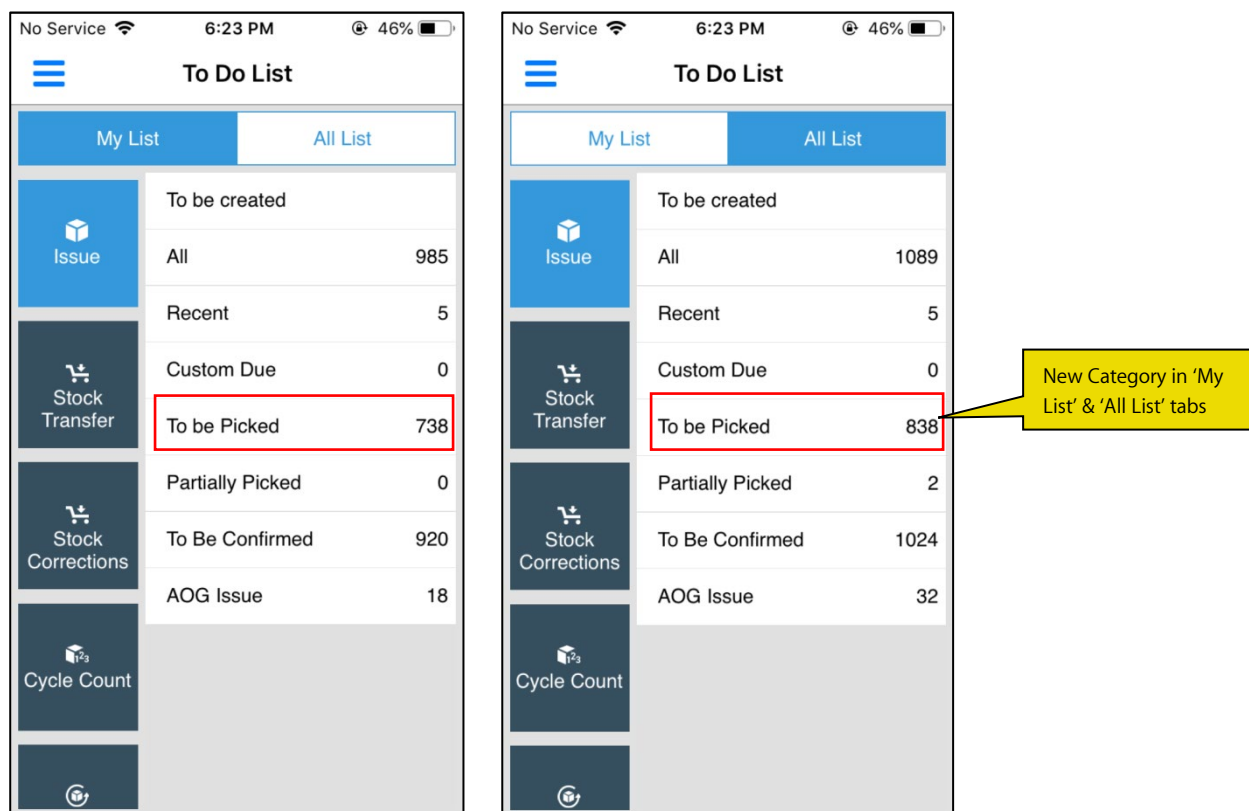 No Service 6:23 PM 46%
To Do List
My List All List
Issue
Stock
Transfer
Stock
Corrections
123
Cycle Count
To be created
All 985
Recent 5
Custom Due 0
To be Picked 738
Partially Picked 0
To Be Confirmed 920
AOG Issue 18
No Service 6:23 PM 46%
To Do List
My List All List
Issue
Stock
Transfer
Stock
Corrections
123
Cycle Count
To be created
All 1089
Recent 5
Custom Due 0
To be Picked 838
Partially Picked 2
To Be Confirmed 1024
AOG Issue 32
New Category in ‘My
List’ & ‘All List’ tabs